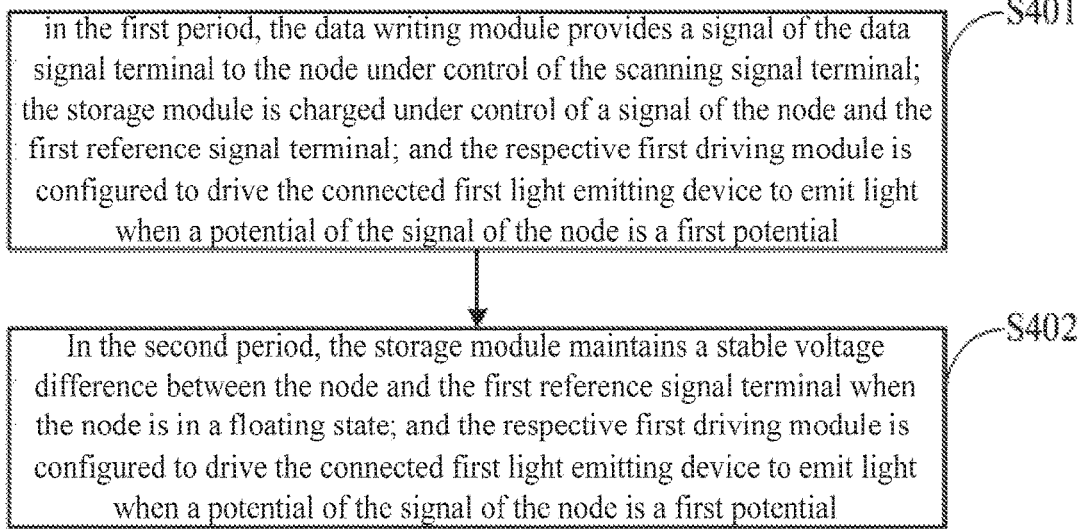 S401
in the first period, the data writing module provides a signal of the data
signal terminal to the node under control of the scanning signal terminal;
the storage module is charged under control of a signal of the node and the
first reference signal terminal; and the respective first driving module is
configured to drive the connected first light emitting device to emit light
when a potential of the signal of the node is a first potential
S402
In the second period, the storage module maintains a stable voltage
difference between the node and the first reference signal terminal when
the node is in a floating state; and the respective first driving module is
configured to drive the connected first light emitting device to emit light
when a potential of the signal of the node is a first potential